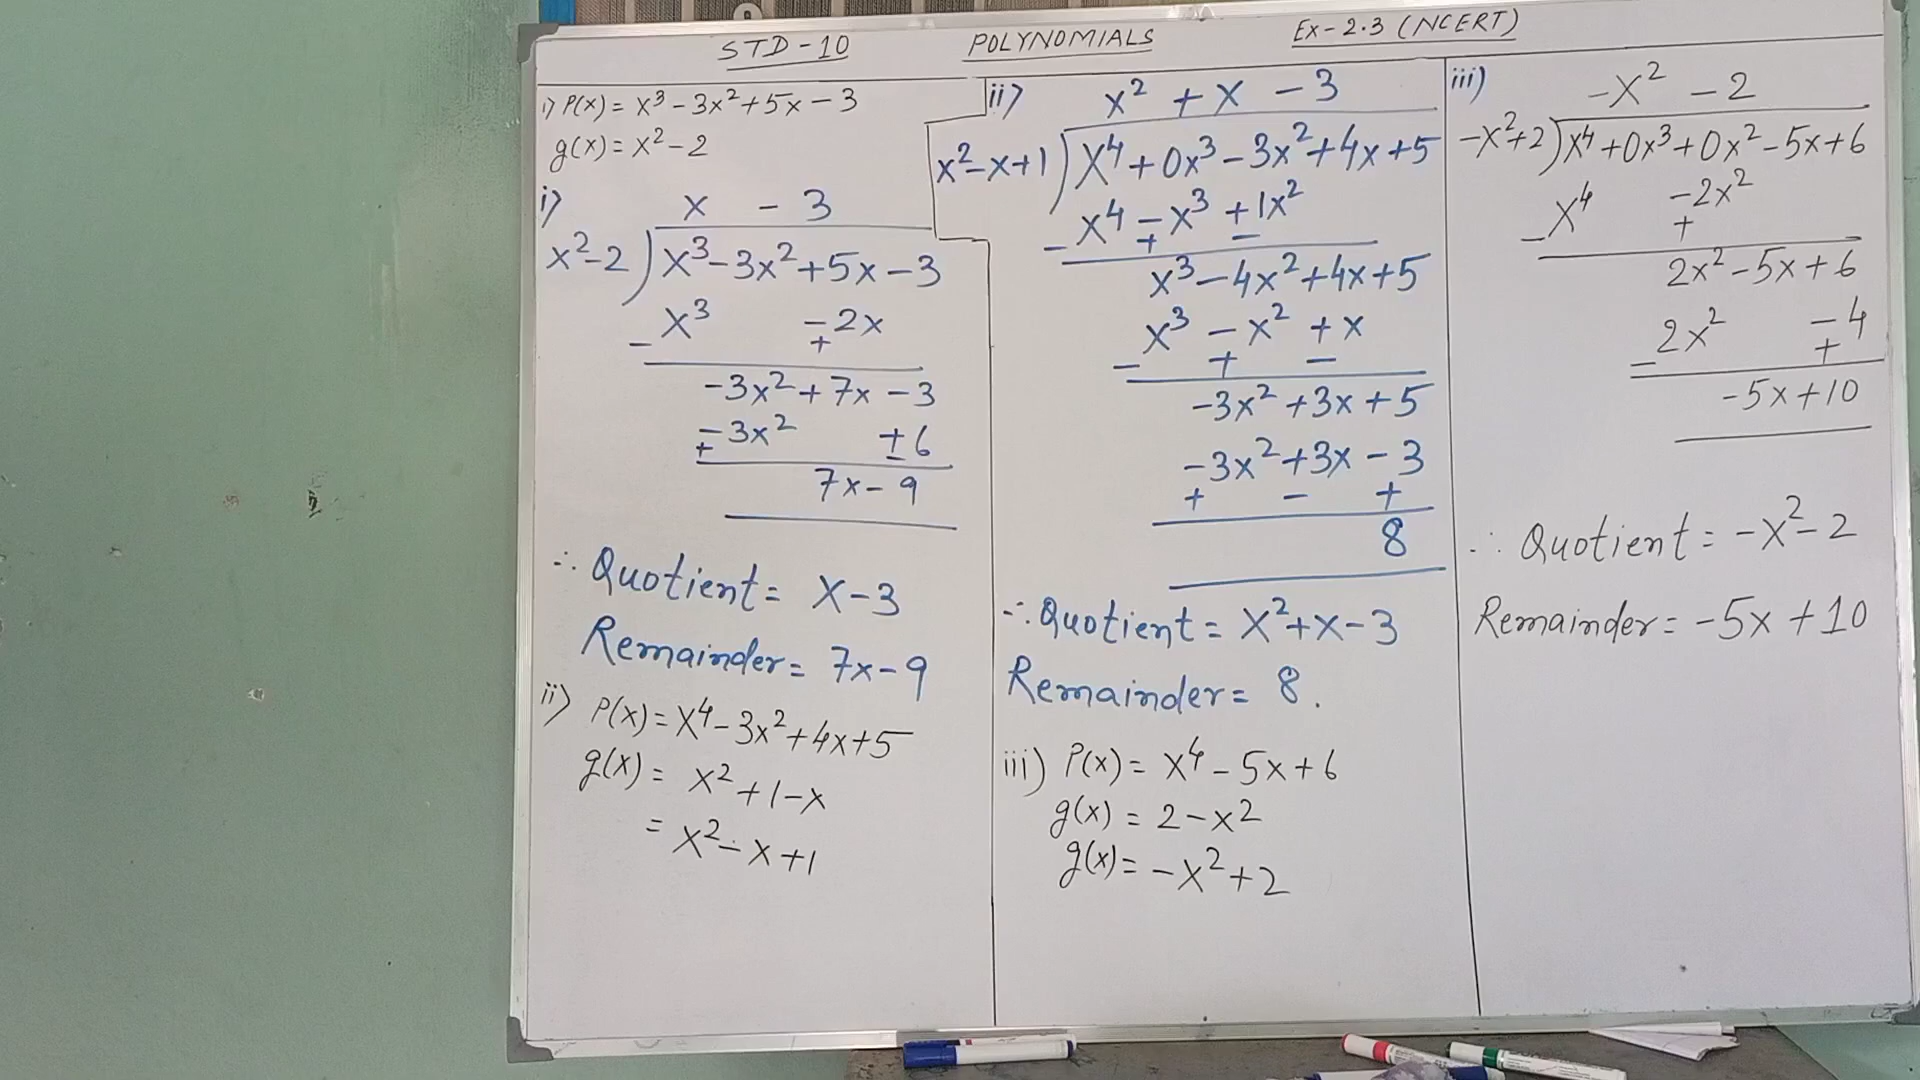 STD-10 POLYNOMIALS Ex-2.3 (NCERT)
i) P(x) = x³ - 3x² + 5x - 3
g(x) = x² - 2
i)
x - 3
x²-2 ) x³ - 3x² + 5x - 3
x³ - 2x
- +
-3x² + 7x - 3
-3x² + 6
+ -
7x - 9
∴ Quotient = x - 3
Remainder = 7x - 9
ii) P(x) = x⁴ - 3x² + 4x + 5
g(x) = x² + 1 - x
= x² - x + 1
ii) x² + x - 3
x²-x+1 ) x⁴ + 0x³ - 3x² + 4x + 5
x⁴ - x³ + 1x²
- + -
x³ - 4x² + 4x + 5
x³ - x² + x
- + -
-3x² + 3x + 5
-3x² + 3x - 3
+ - +
8
∴ Quotient = x² + x - 3
Remainder = 8.
iii) P(x) = x⁴ - 5x + 6
g(x) = 2 - x²
g(x) = -x² + 2
iii) -x² - 2
-x²+2 ) x⁴ + 0x³ + 0x² - 5x + 6
x⁴ - 2x²
- +
2x² - 5x + 6
2x² - 4
- +
-5x + 10
∴ Quotient = -x² - 2
Remainder = -5x + 10